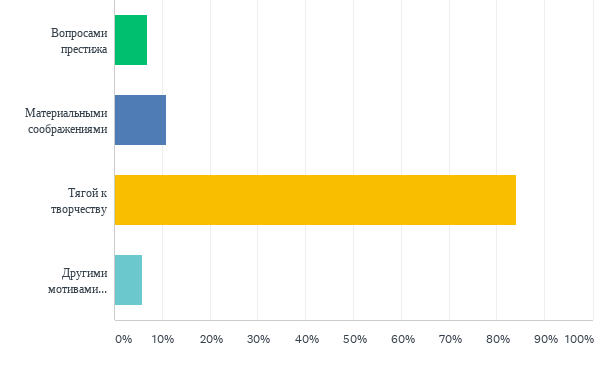 Вопросами
престижа
Материальными
соображениями
Тягой к
творчеству
Другими
мотивами...
0% 10% 20% 30% 40% 50% 60% 70% 80% 90% 100%